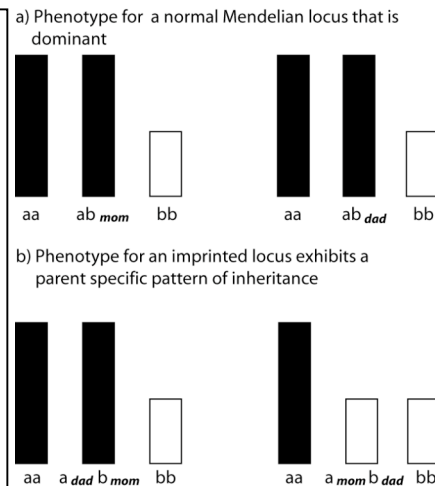 a) Phenotype for a normal Mendelian locus that is
dominant
aa ab mom bb aa ab dad bb
b) Phenotype for an imprinted locus exhibits a
parent specific pattern of inheritance
aa a dad b mom bb aa a mom b dad bb